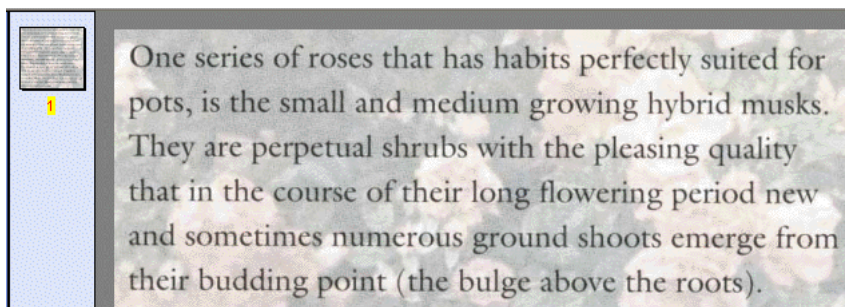 One series of roses that has habits perfectly suited for
pots, is the small and medium growing hybrid musks.
They are perpetual shrubs with the pleasing quality
that in the course of their long flowering period new
and sometimes numerous ground shoots emerge from
their budding point (the bulge above the roots).
1